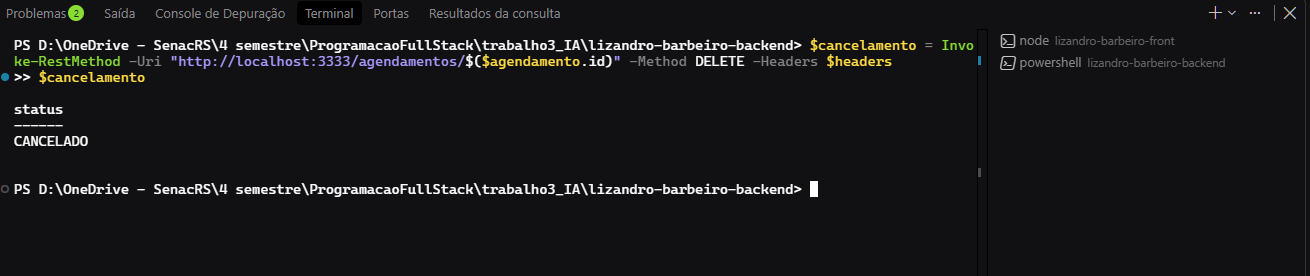 Problemas 2 Saída Console de Depuração Terminal Portas Resultados da consulta
PS D:\OneDrive - SenacRS\4 semestre\ProgramacaoFullStack\trabalho3_IA\lizandro-barbeiro-backend> $cancelamento = Invo
ke-RestMethod -Uri "http://localhost:3333/agendamentos/$($agendamento.id)" -Method DELETE -Headers $headers
>> $cancelamento
status
------
CANCELADO
PS D:\OneDrive - SenacRS\4 semestre\ProgramacaoFullStack\trabalho3_IA\lizandro-barbeiro-backend>
node lizandro-barbeiro-front
powershell lizandro-barbeiro-backend